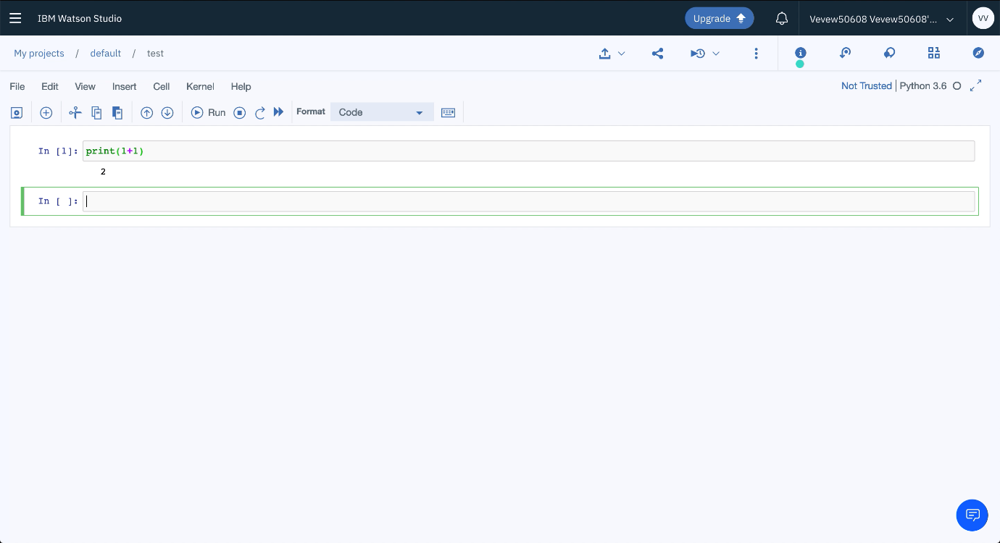 IBM Watson Studio
Upgrade
Vevew50608 Vevew50608'...
VV
My projects / default / test
File Edit View Insert Cell Kernel Help
Not Trusted | Python 3.6
Run
Format
Code
In [1]: print(1+1)
2
In [ ]: